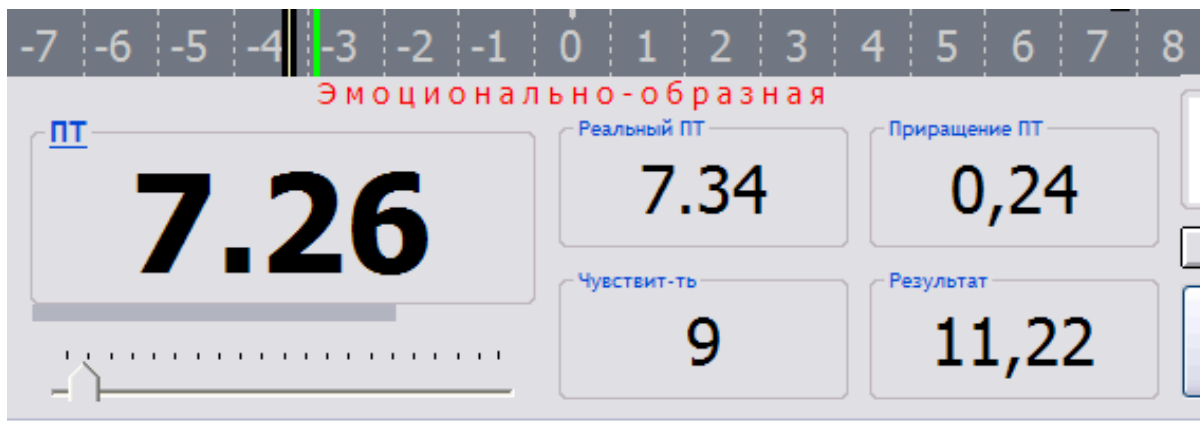 -7 -6 -5 -4 -3 -2 -1 0 1 2 3 4 5 6 7 8
Эмоционально-образная
ПТ
7.26
Реальный ПТ
7.34
Приращение ПТ
0,24
Чувствит-ть
9
Результат
11,22